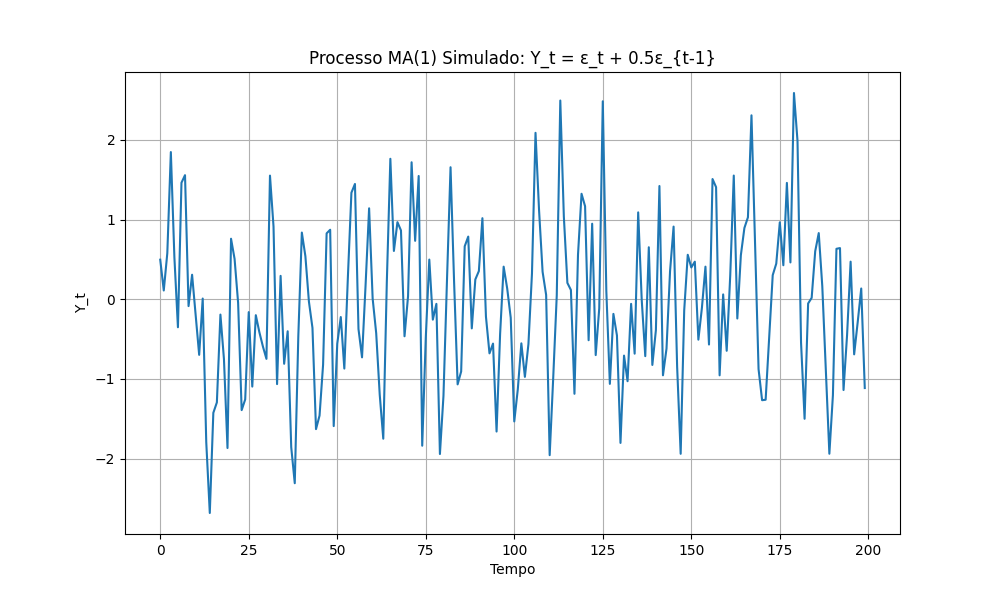 Processo MA(1) Simulado: Y_t = ε_t + 0.5ε_{t-1}
Y_t
2
1
0
−1
−2
0 25 50 75 100 125 150 175 200
Tempo